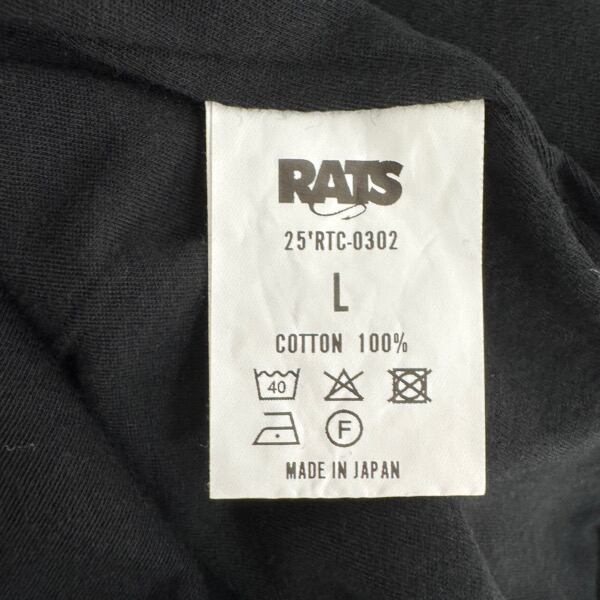 RATS
25'RTC-0302
L
COTTON 100%
40
F
MADE IN JAPAN